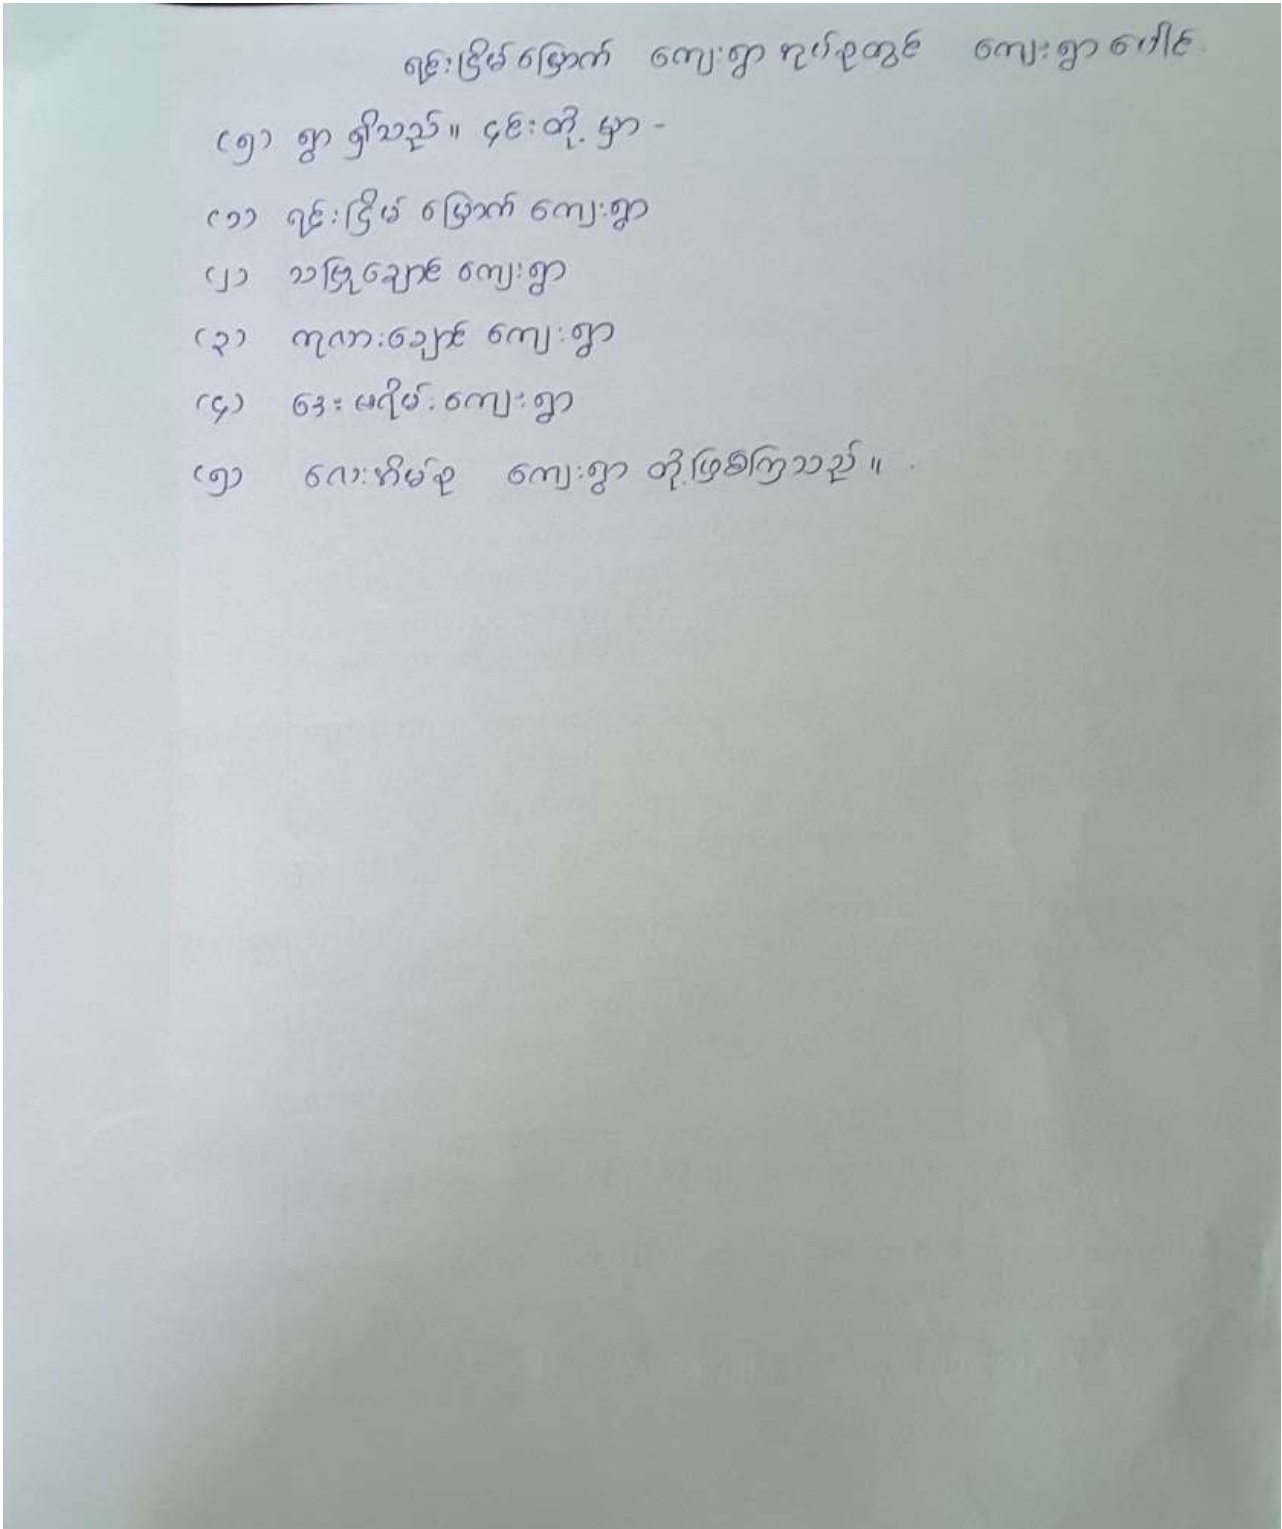 ရင်းငြိမ်မြောက် ကျေးရွာအုပ်စုတွင် ကျေးရွာပေါင်း
(၅) ရွာ ရှိသည်။ ၎င်းတို့မှာ -
(၁) ရင်းငြိမ် မြောက် ကျေးရွာ
(၂) သဖြူချောင်း ကျေးရွာ
(၃) ကုလားချောင်း ကျေးရွာ
(၄) ဒေးမရိမ်း ကျေးရွာ
(၅) လေးအိမ်စု ကျေးရွာ တို့ဖြစ်ကြသည်။